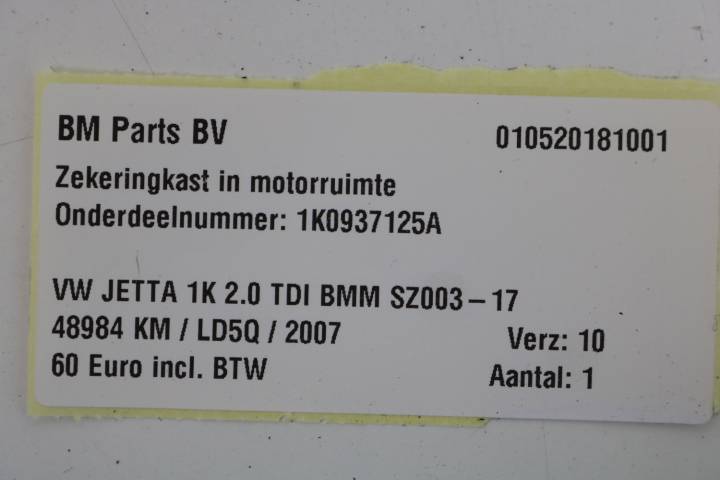 BM Parts BV 010520181001
Zekeringkast in motorruimte
Onderdeelnummer: 1K0937125A
VW JETTA 1K 2.0 TDI BMM SZ003-17
48984 KM / LD5Q / 2007 Verz: 10
60 Euro incl. BTW Aantal: 1